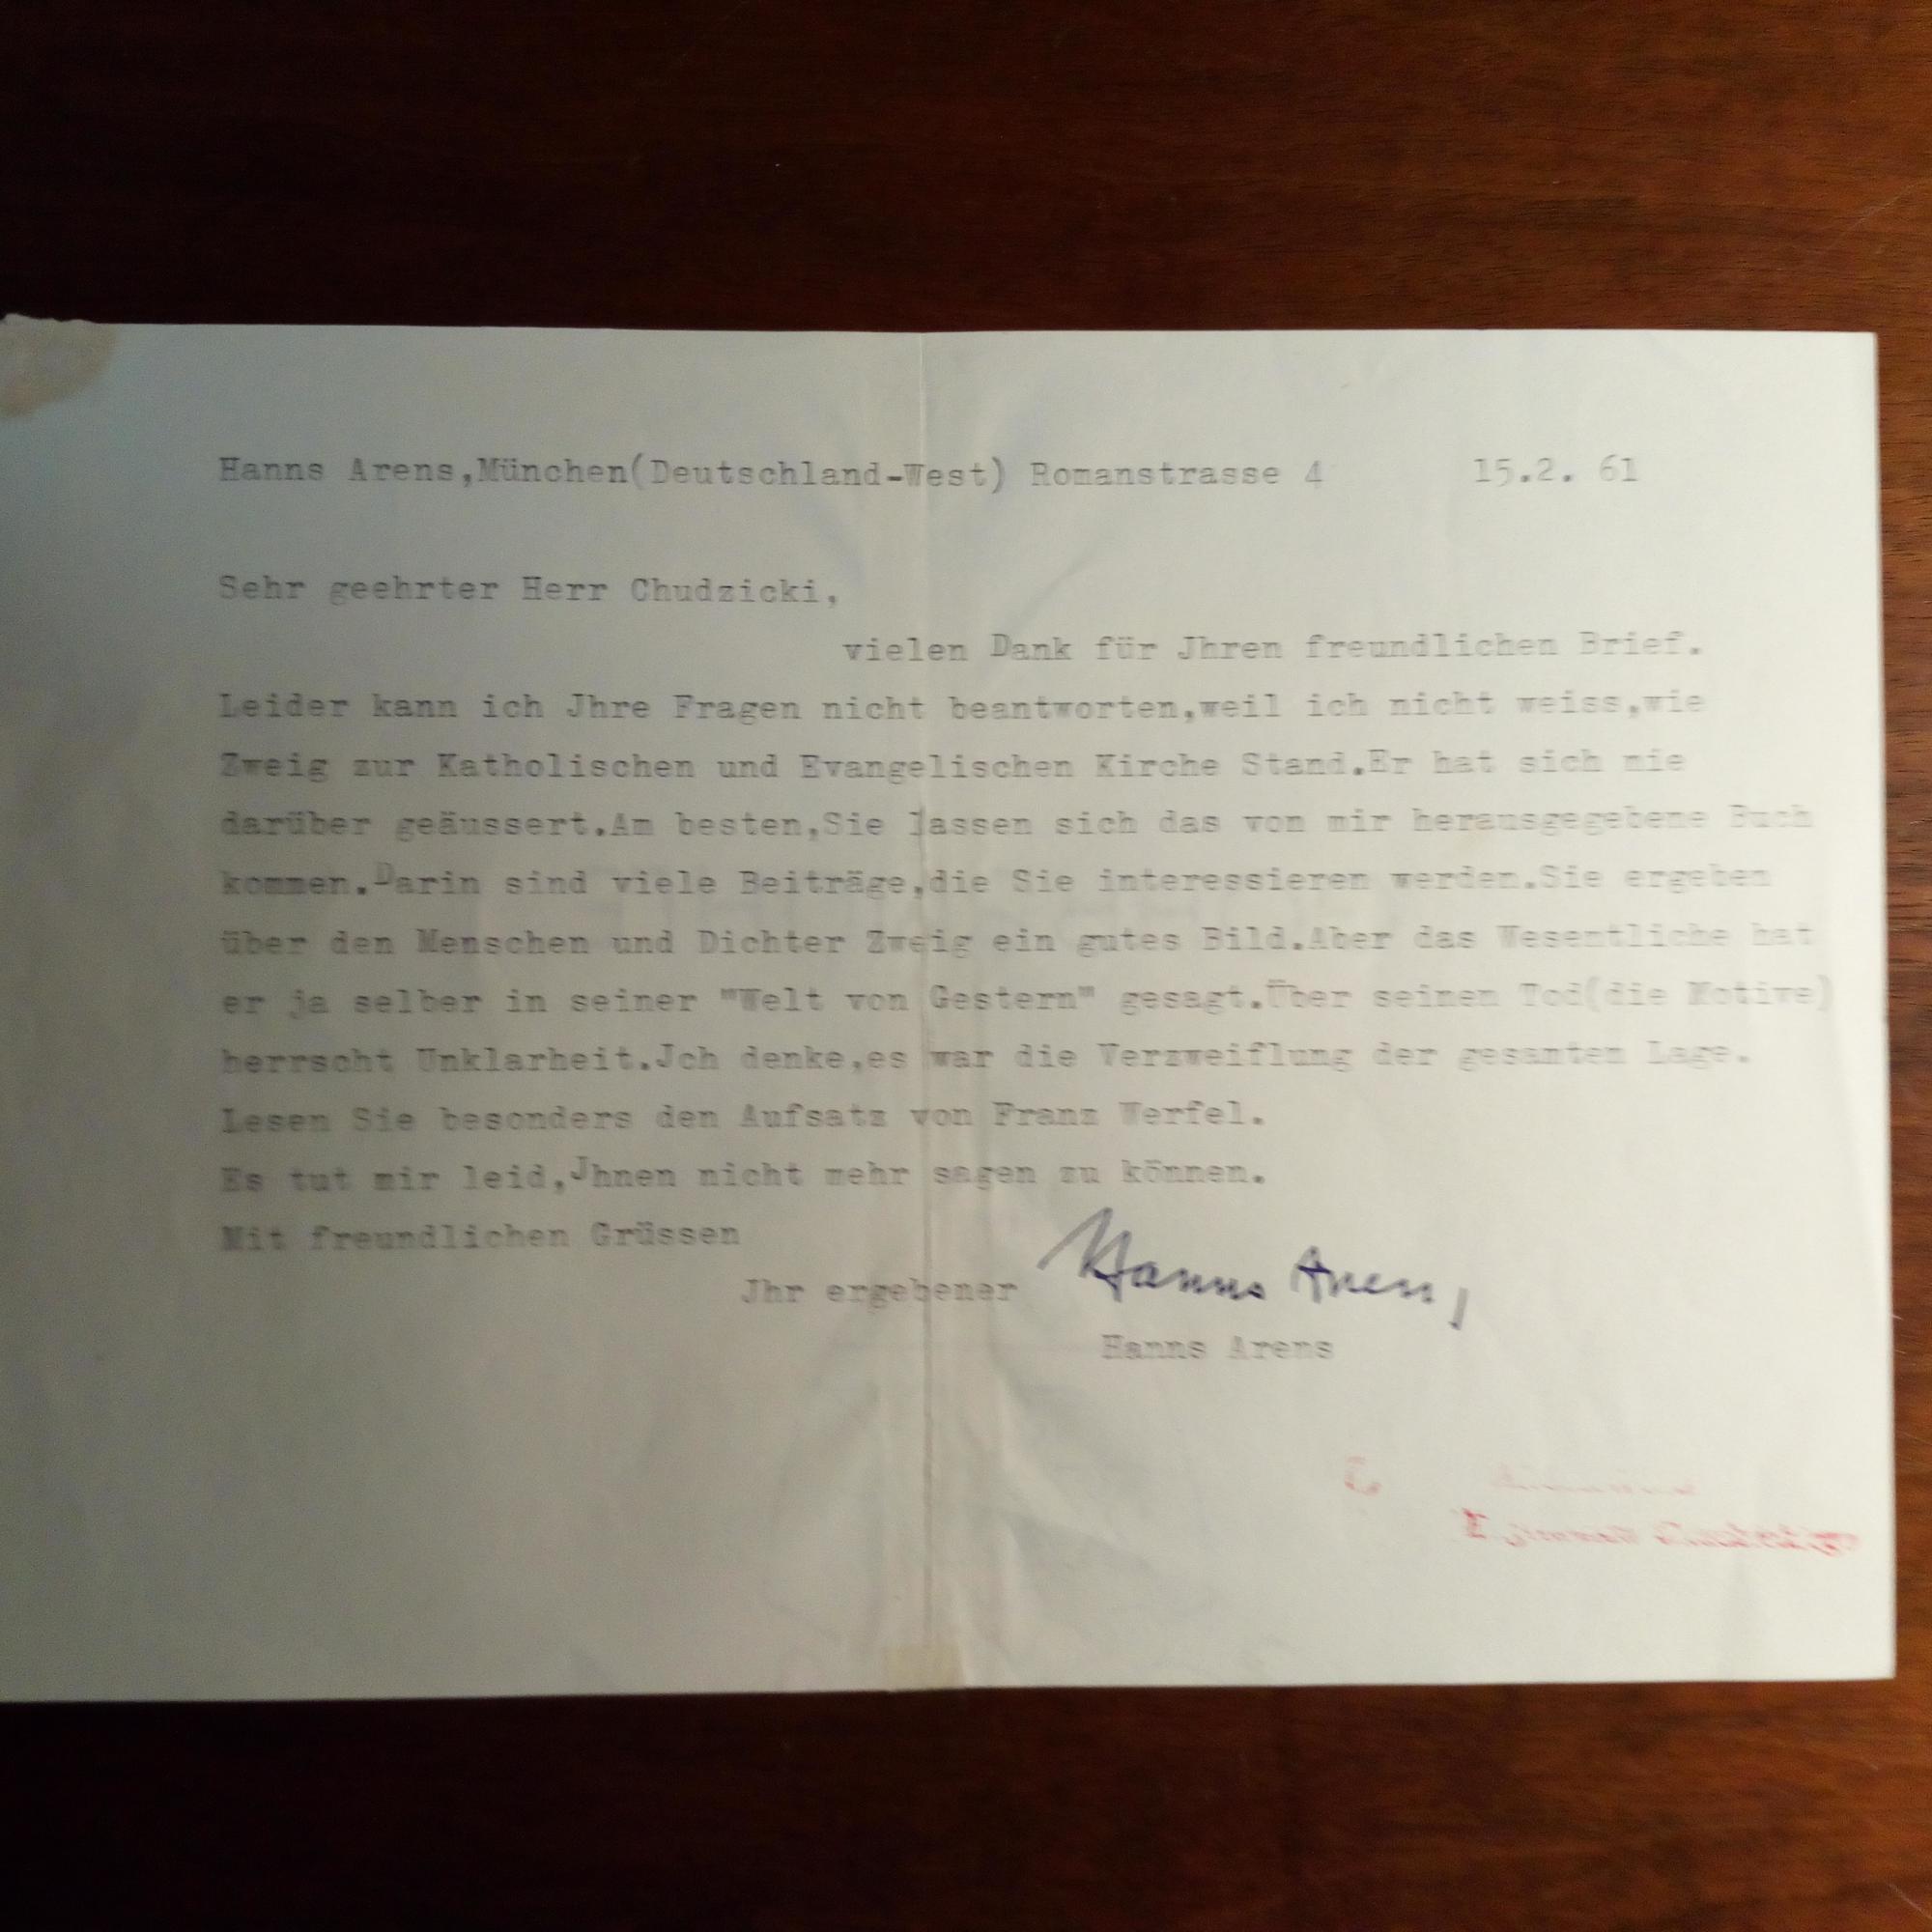 Hanns Arens,München(Deutschland-West) Romanstrasse 4 15.2. 61
Sehr geehrter Herr Chudzicki,
vielen Dank für Jhren freundlichen Brief.
Leider kann ich Jhre Fragen nicht beantworten,weil ich nicht weiss,wie
Zweig zur Katholischen und Evangelischen Kirche Stand.Er hat sich nie
darüber geäussert.Am besten,Sie lassen sich das von mir herausgegebene Buch
kommen.Darin sind viele Beiträge,die Sie interessieren werden.Sie ergeben
über den Menschen und Dichter Zweig ein gutes Bild.Aber das Wesentliche hat
er ja selber in seiner "Welt von Gestern" gesagt.Über seinen Tod(die Motive)
herrscht Unklarheit.Jch denke,es war die Verzweiflung der gesamten Lage.
Lesen Sie besonders den Aufsatz von Franz Werfel.
Es tut mir leid,Jhnen nicht mehr sagen zu können.
Mit freundlichen Grüssen
Jhr ergebener Hanns Arens
Hanns Arens